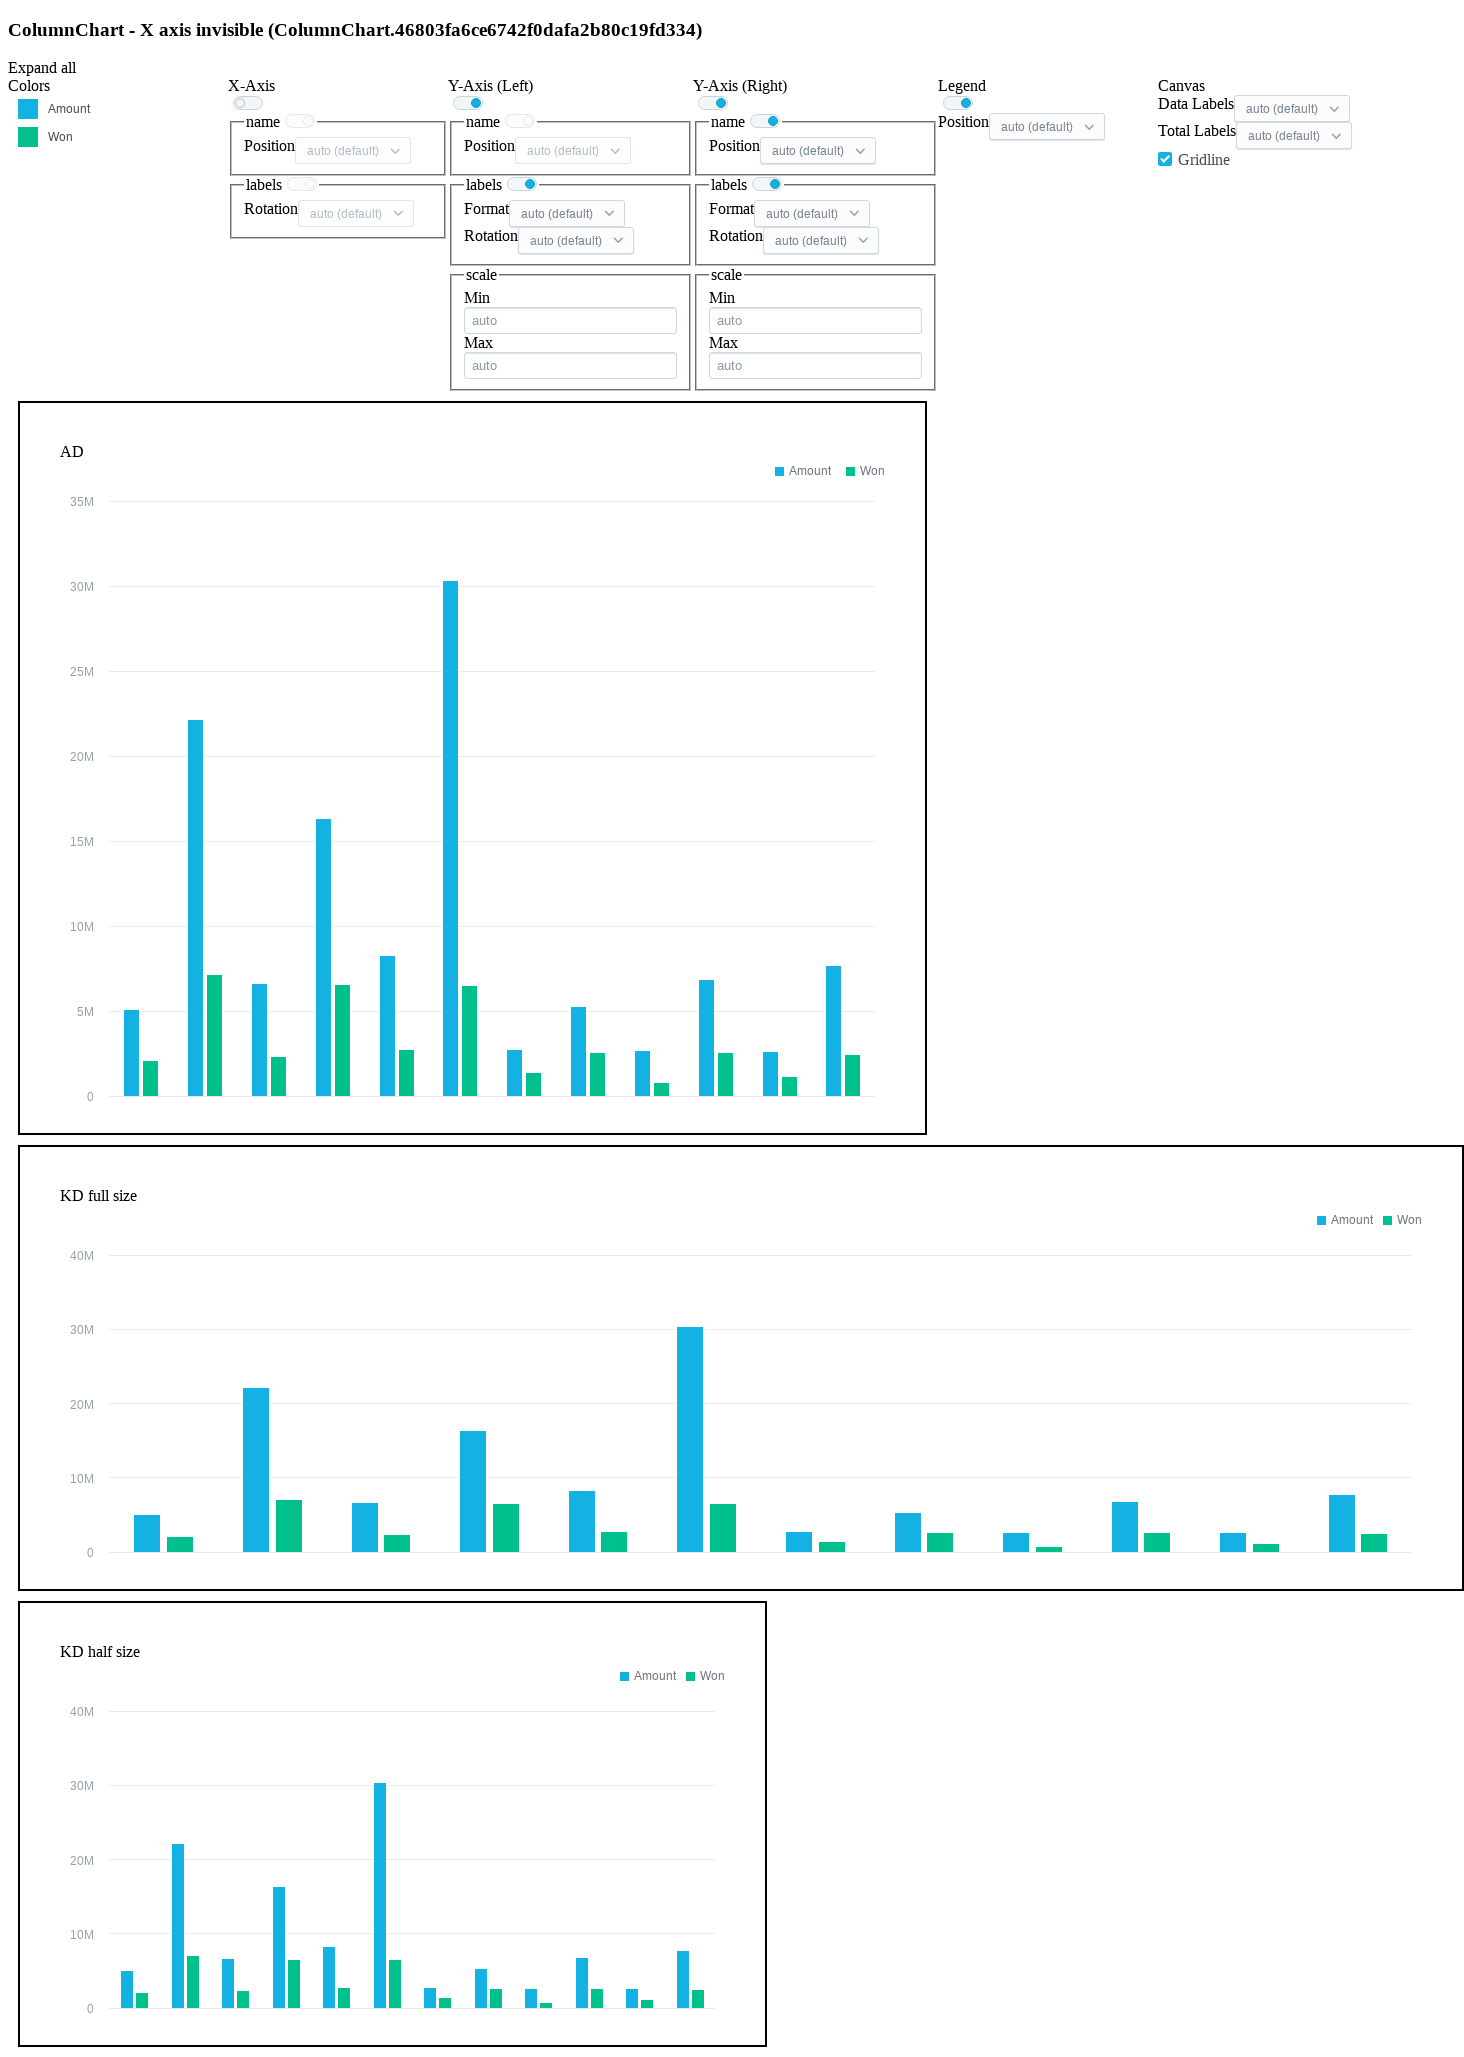 ColumnChart - X axis invisible (ColumnChart.46803fa6ce6742f0dafa2b80c19fd334)
Expand all
Colors
Amount
Won
X-Axis
name
Position auto (default)
labels
Rotation auto (default)
Y-Axis (Left)
name
Position auto (default)
labels
Format auto (default)
Rotation auto (default)
scale
Min
auto
Max
auto
Y-Axis (Right)
name
Position auto (default)
labels
Format auto (default)
Rotation auto (default)
scale
Min
auto
Max
auto
Legend
Position auto (default)
Canvas
Data Labels auto (default)
Total Labels auto (default)
Gridline
AD
Amount Won
35M
30M
25M
20M
15M
10M
5M
0
KD full size
Amount Won
40M
30M
20M
10M
0
KD half size
Amount Won
40M
30M
20M
10M
0